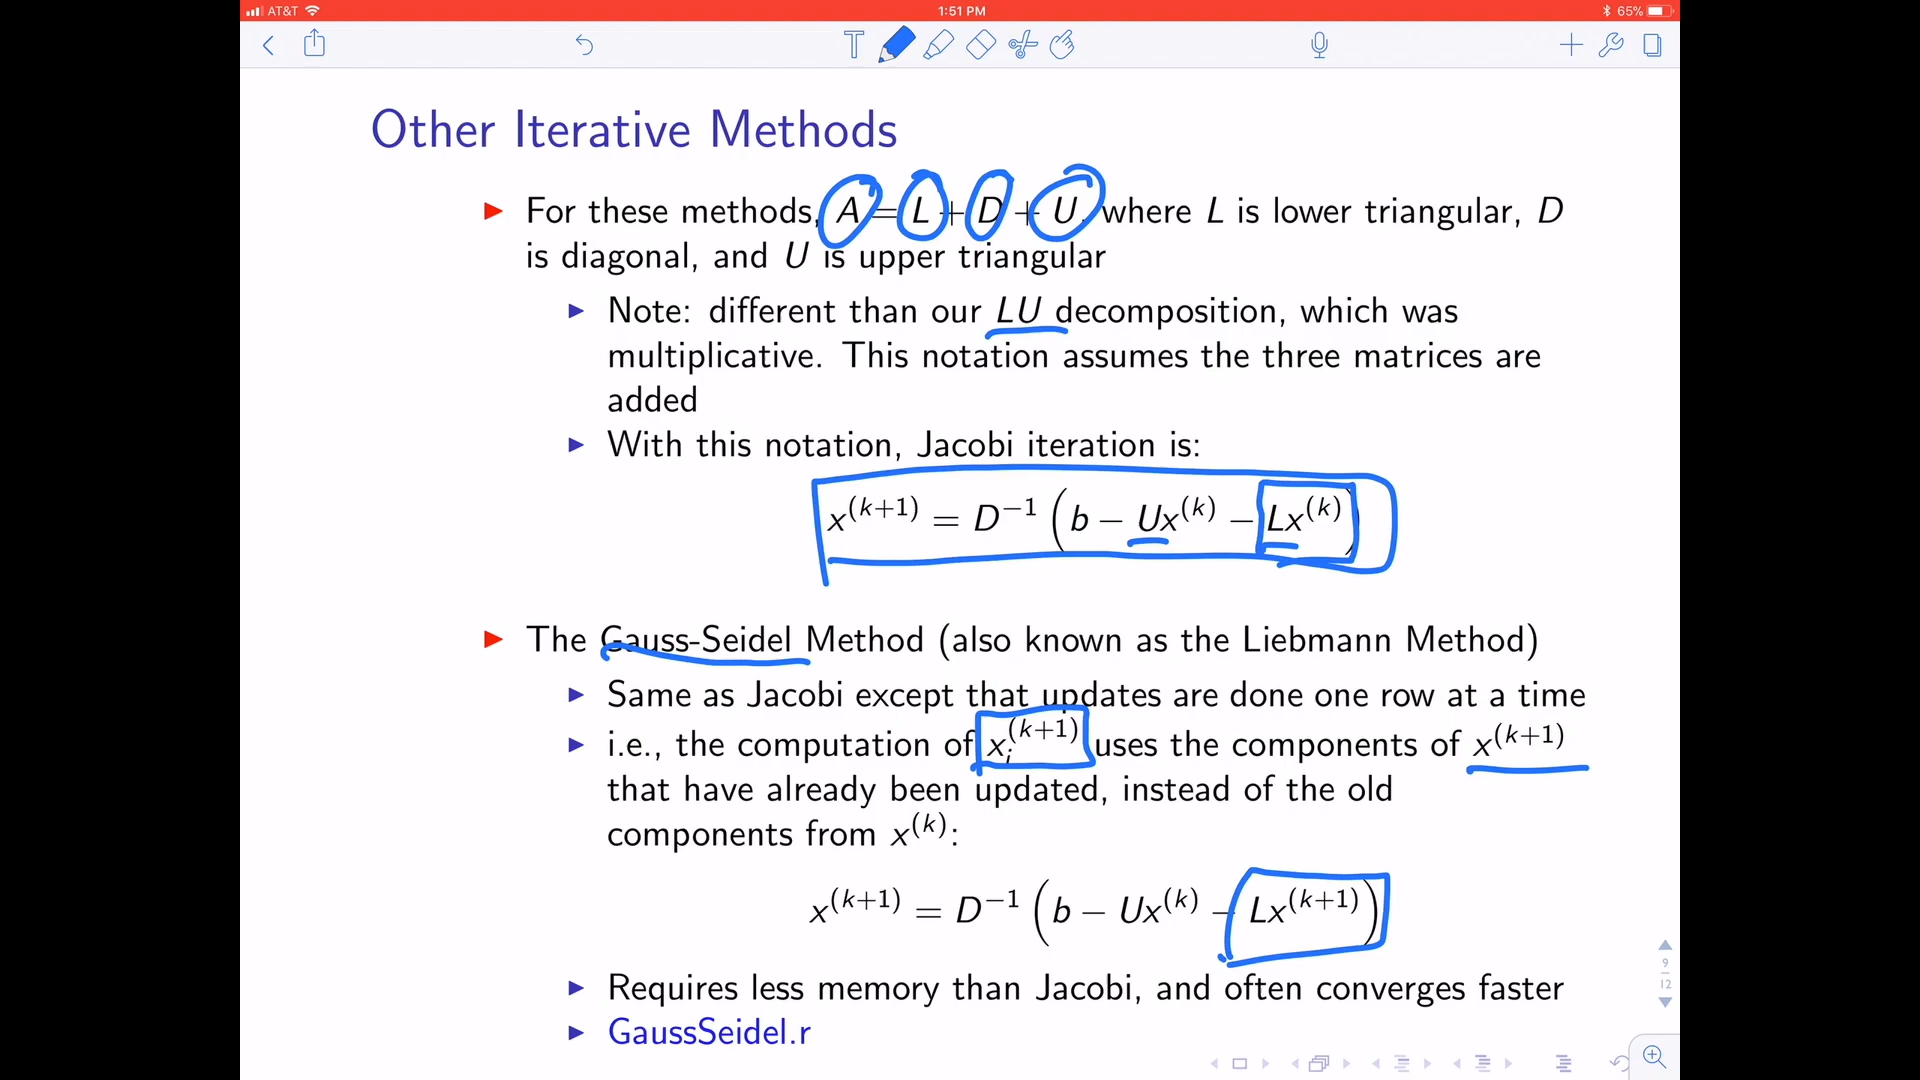 AT&T 1:51 PM 65%
T
Other Iterative Methods
For these methods, A = L + D + U, where L is lower triangular, D
is diagonal, and U is upper triangular
Note: different than our LU decomposition, which was
multiplicative. This notation assumes the three matrices are
added
With this notation, Jacobi iteration is:
x^(k+1) = D^−1 (b − Ux^(k) − Lx^(k))
The Gauss-Seidel Method (also known as the Liebmann Method)
Same as Jacobi except that updates are done one row at a time
i.e., the computation of x_i^(k+1) uses the components of x^(k+1)
that have already been updated, instead of the old
components from x^(k):
x^(k+1) = D^−1 (b − Ux^(k) − Lx^(k+1))
Requires less memory than Jacobi, and often converges faster
GaussSeidel.r
9
12